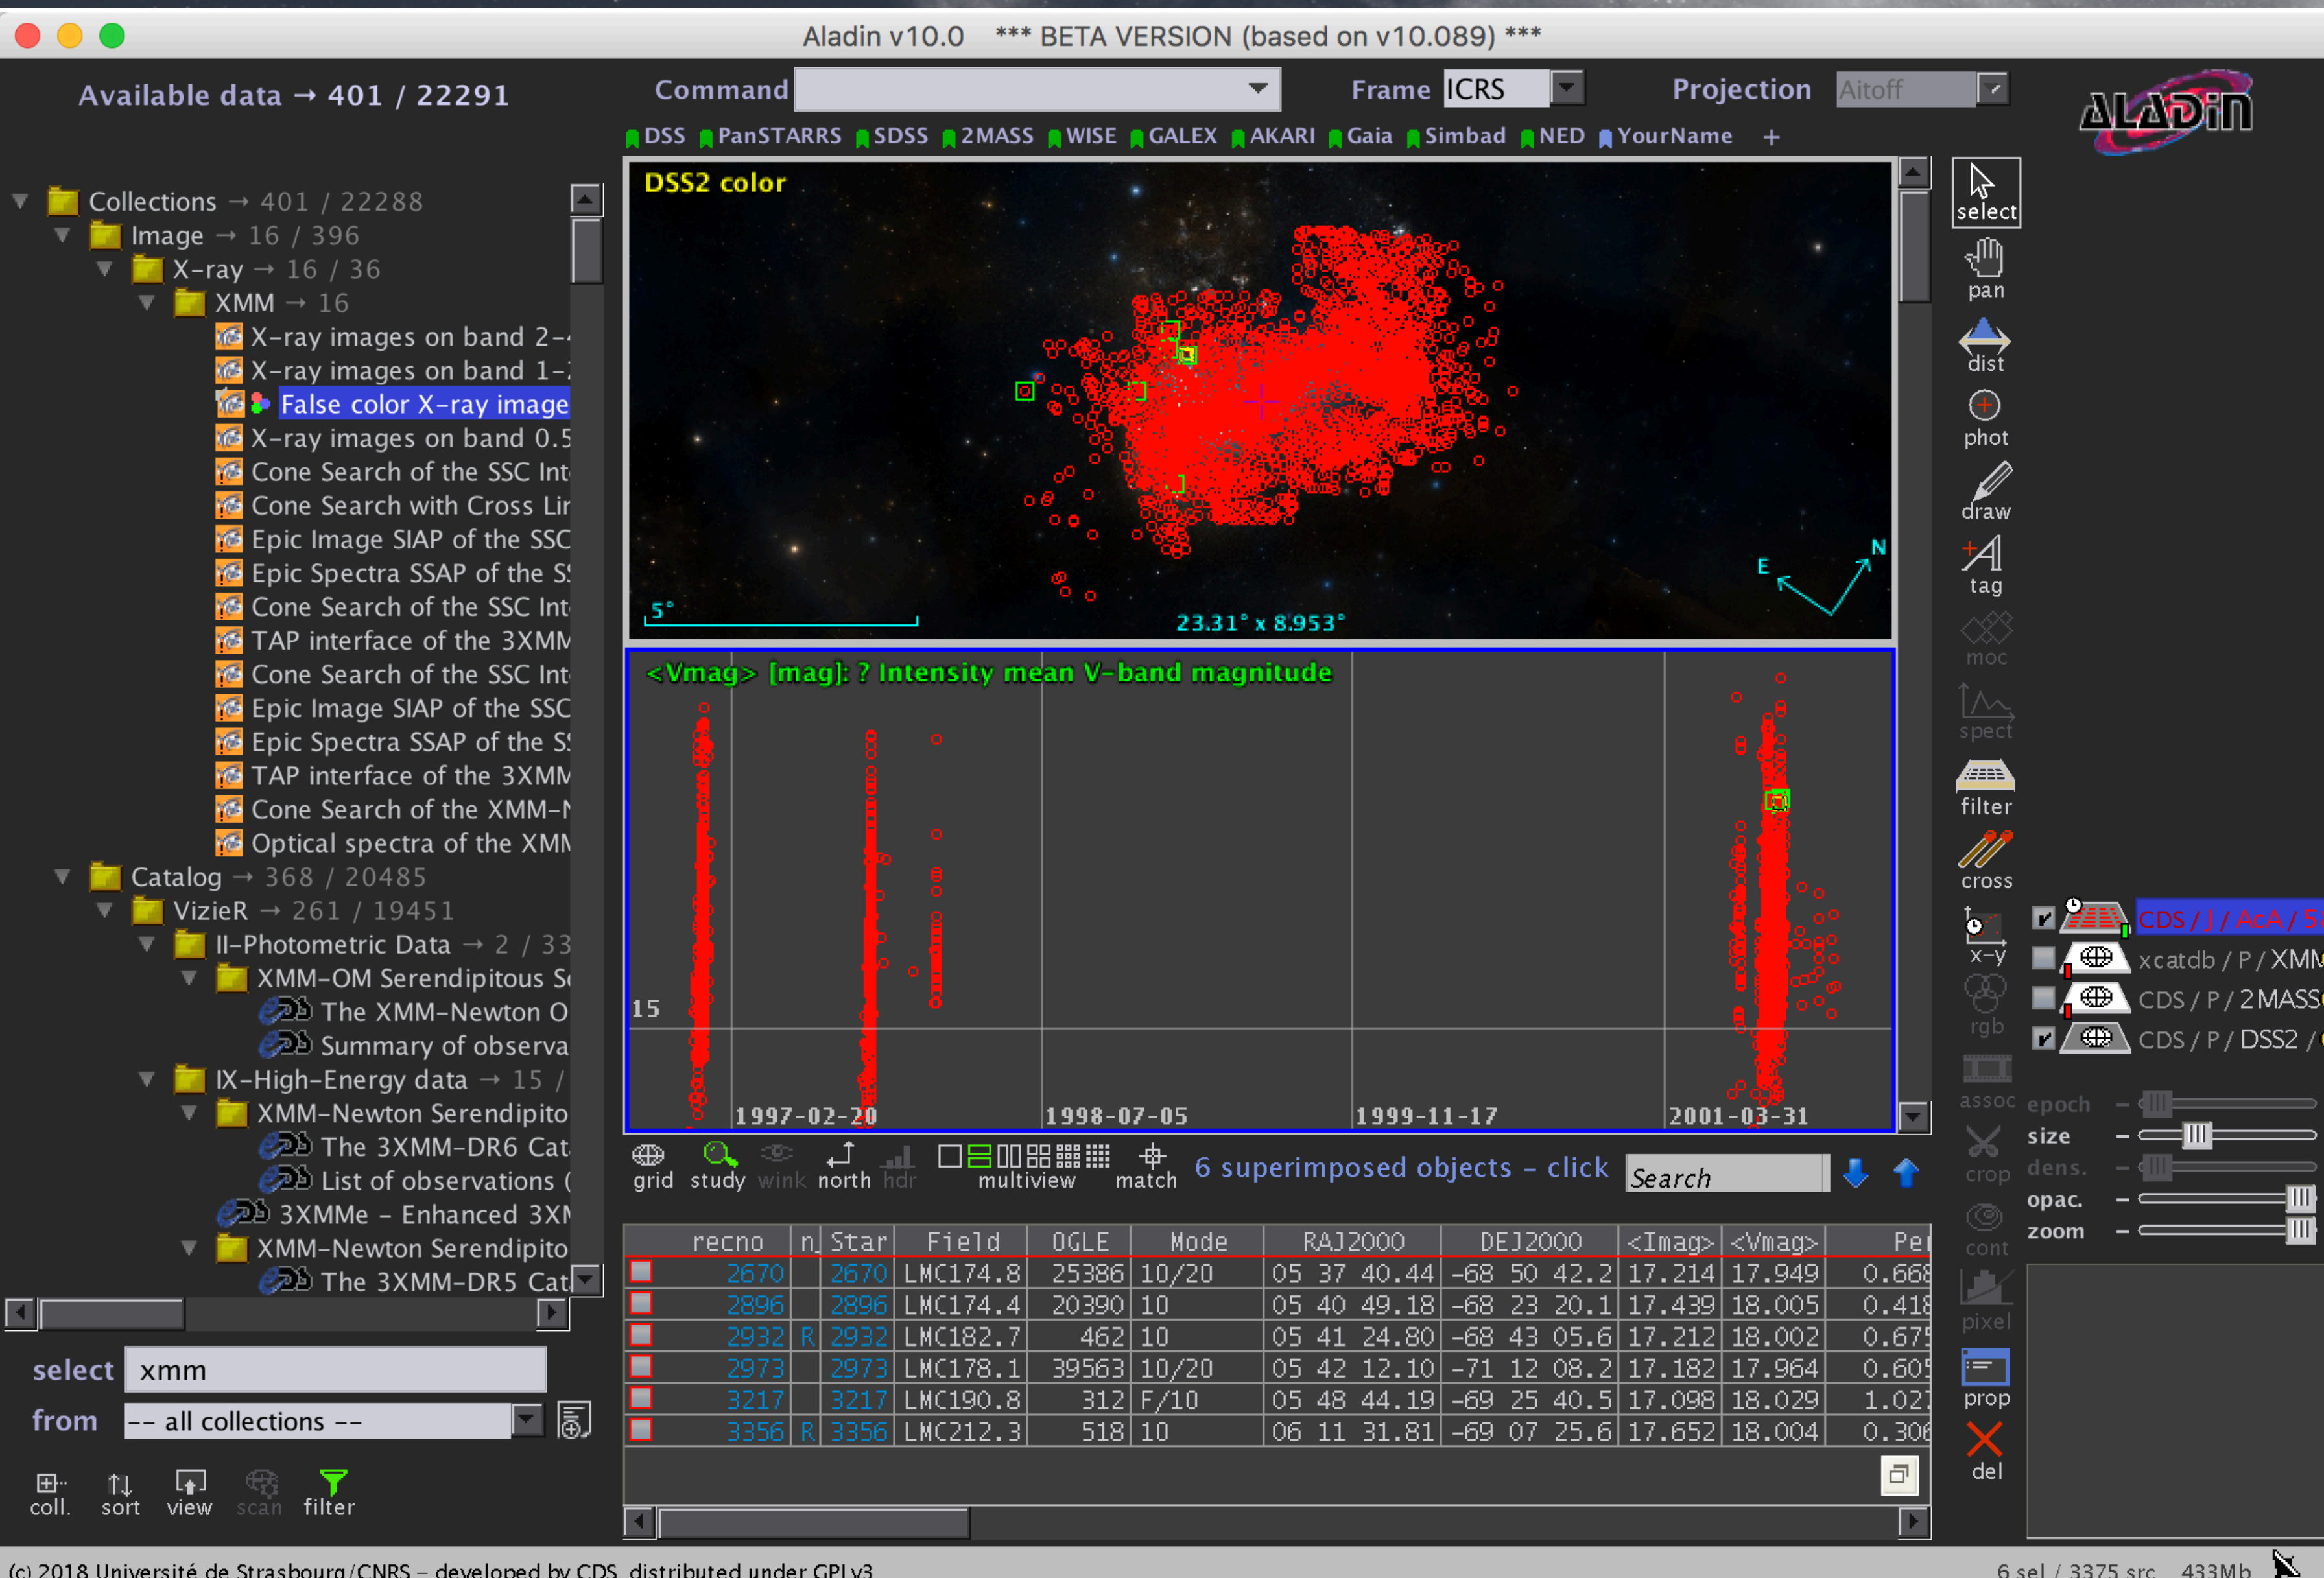 Aladin v10.0 *** BETA VERSION (based on v10.089) ***
Available data → 401 / 22291
Command
Frame ICRS
Projection Aitoff
ALADiN
DSS PanSTARRS SDSS 2MASS WISE GALEX AKARI Gaia Simbad NED YourName +
Collections → 401 / 22288
Image → 16 / 396
X-ray → 16 / 36
XMM → 16
X-ray images on band 2-
X-ray images on band 1-
False color X-ray image
X-ray images on band 0.5
Cone Search of the SSC Int
Cone Search with Cross Lin
Epic Image SIAP of the SSC
Epic Spectra SSAP of the S
Cone Search of the SSC Int
TAP interface of the 3XMM
Cone Search of the SSC Int
Epic Image SIAP of the SSC
Epic Spectra SSAP of the S
TAP interface of the 3XMM
Cone Search of the XMM-N
Optical spectra of the XMM
Catalog → 368 / 20485
VizieR → 261 / 19451
II-Photometric Data → 2 / 33
XMM-OM Serendipitous S
The XMM-Newton O
Summary of observa
IX-High-Energy data → 15 /
XMM-Newton Serendipito
The 3XMM-DR6 Cat
List of observations (
3XMMe - Enhanced 3XM
XMM-Newton Serendipito
The 3XMM-DR5 Cat
select xmm
from -- all collections --
coll. sort view scan filter
DSS2 color
N
E
5°
23.31° x 8.953°
<Vmag> [mag]: ? Intensity mean V-band magnitude
15
1997-02-20 1998-07-05 1999-11-17 2001-03-31
grid study wink north hdr multiview match 6 superimposed objects - click Search
recno n_ Star Field OGLE Mode RAJ2000 DEJ2000 <Imag> <Vmag> Per
2670 2670 LMC174.8 25386 10/20 05 37 40.44 -68 50 42.2 17.214 17.949 0.668
2896 2896 LMC174.4 20390 10 05 40 49.18 -68 23 20.1 17.439 18.005 0.418
2932 R 2932 LMC182.7 462 10 05 41 24.80 -68 43 05.6 17.212 18.002 0.675
2973 2973 LMC178.1 39563 10/20 05 42 12.10 -71 12 08.2 17.182 17.964 0.605
3217 3217 LMC190.8 312 F/10 05 48 44.19 -69 25 40.5 17.098 18.029 1.027
3356 R 3356 LMC212.3 518 10 06 11 31.81 -69 07 25.6 17.652 18.004 0.306
select
pan
dist
phot
draw
tag
moc
spect
filter
cross
x-y
rgb
assoc
crop
cont
pixel
prop
del
CDS / J / AcA / 5
xcatdb / P / XMM
CDS / P / 2MASS
CDS / P / DSS2 /
epoch
size
dens.
opac.
zoom
(c) 2018 Université de Strasbourg/CNRS - developed by CDS, distributed under GPLv3
6 sel / 3375 src 433Mb